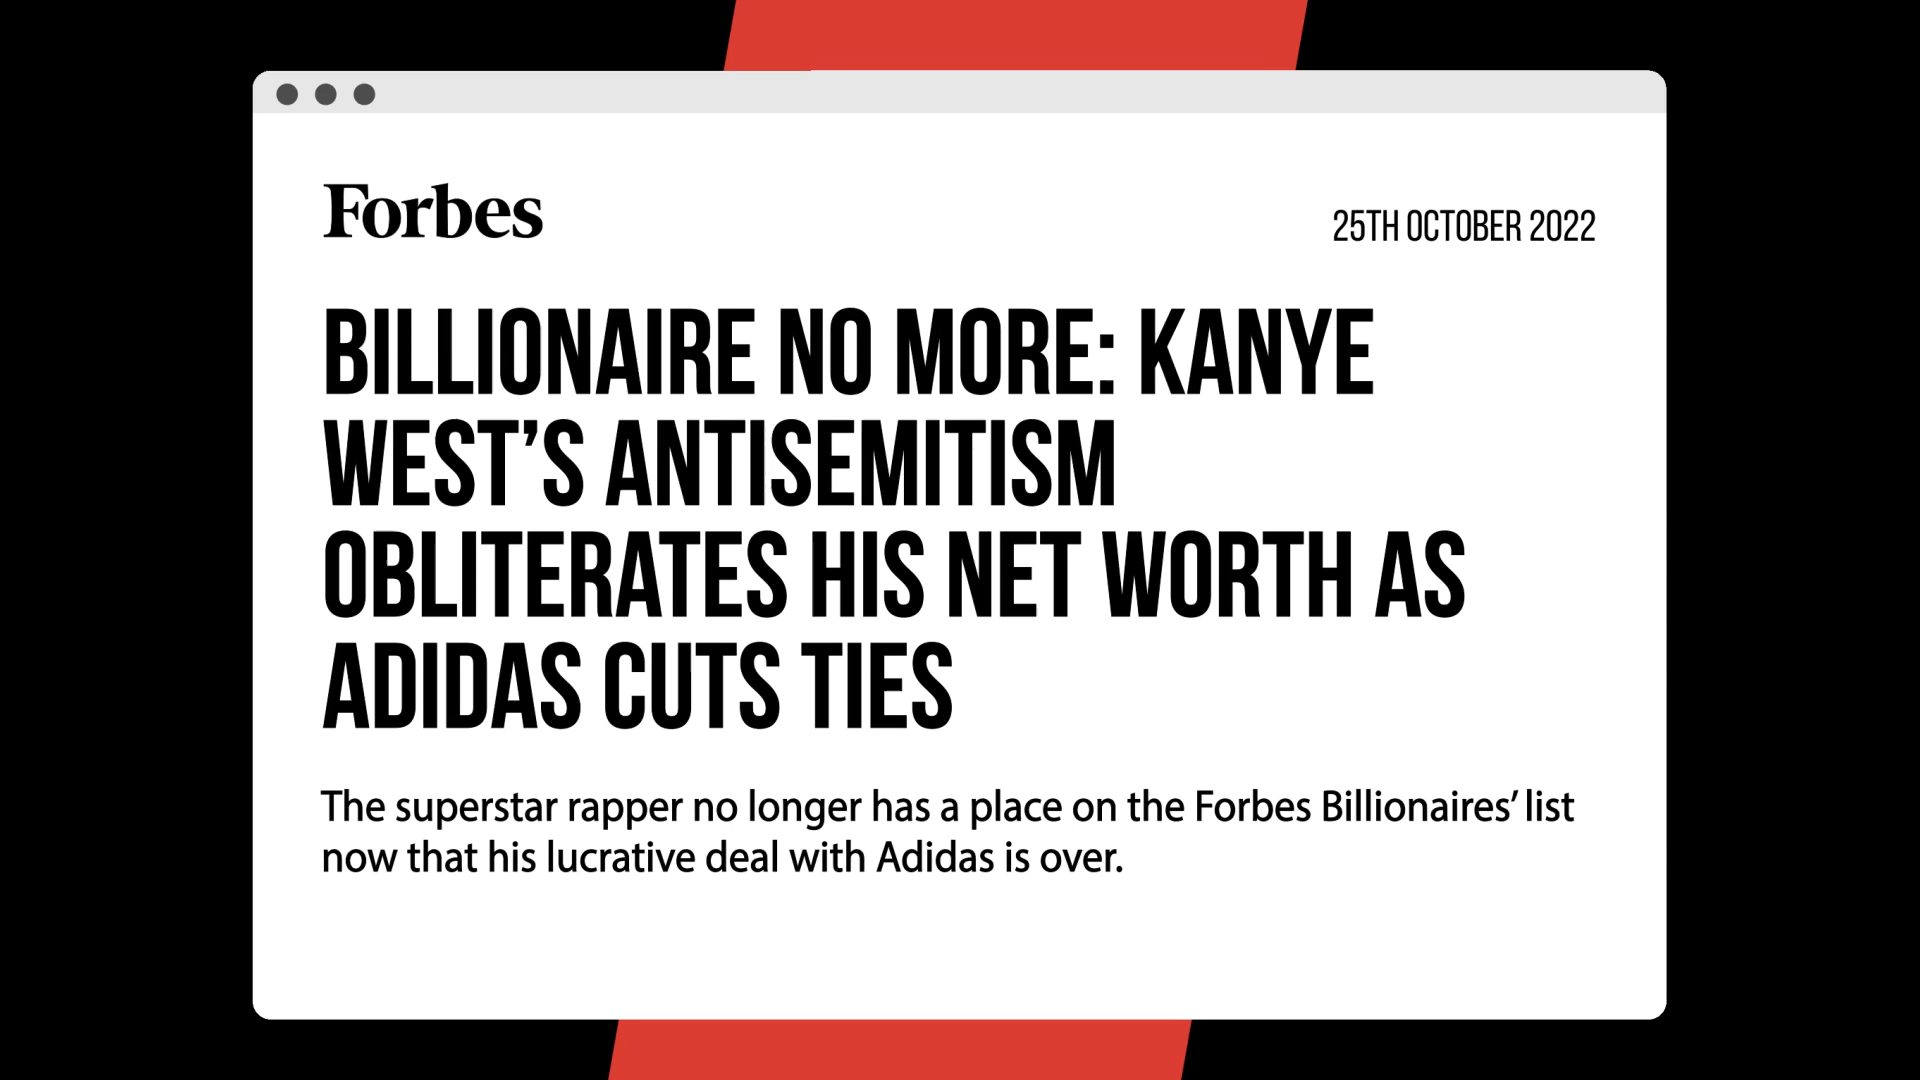 Forbes
25TH OCTOBER 2022
BILLIONAIRE NO MORE: KANYE
WEST’S ANTISEMITISM
OBLITERATES HIS NET WORTH AS
ADIDAS CUTS TIES
The superstar rapper no longer has a place on the Forbes Billionaires’ list
now that his lucrative deal with Adidas is over.